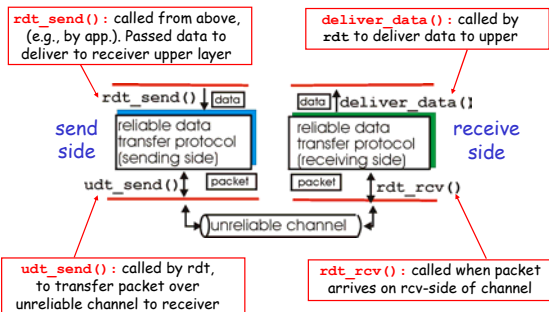 rdt_send(): called from above,
(e.g., by app.). Passed data to
deliver to receiver upper layer
deliver_data(): called by
rdt to deliver data to upper
rdt_send()
data
data
deliver_data()
send
side
reliable data
transfer protocol
(sending side)
reliable data
transfer protocol
(receiving side)
receive
side
udt_send()
packet
packet
rdt_rcv()
unreliable channel
udt_send(): called by rdt,
to transfer packet over
unreliable channel to receiver
rdt_rcv(): called when packet
arrives on rcv-side of channel